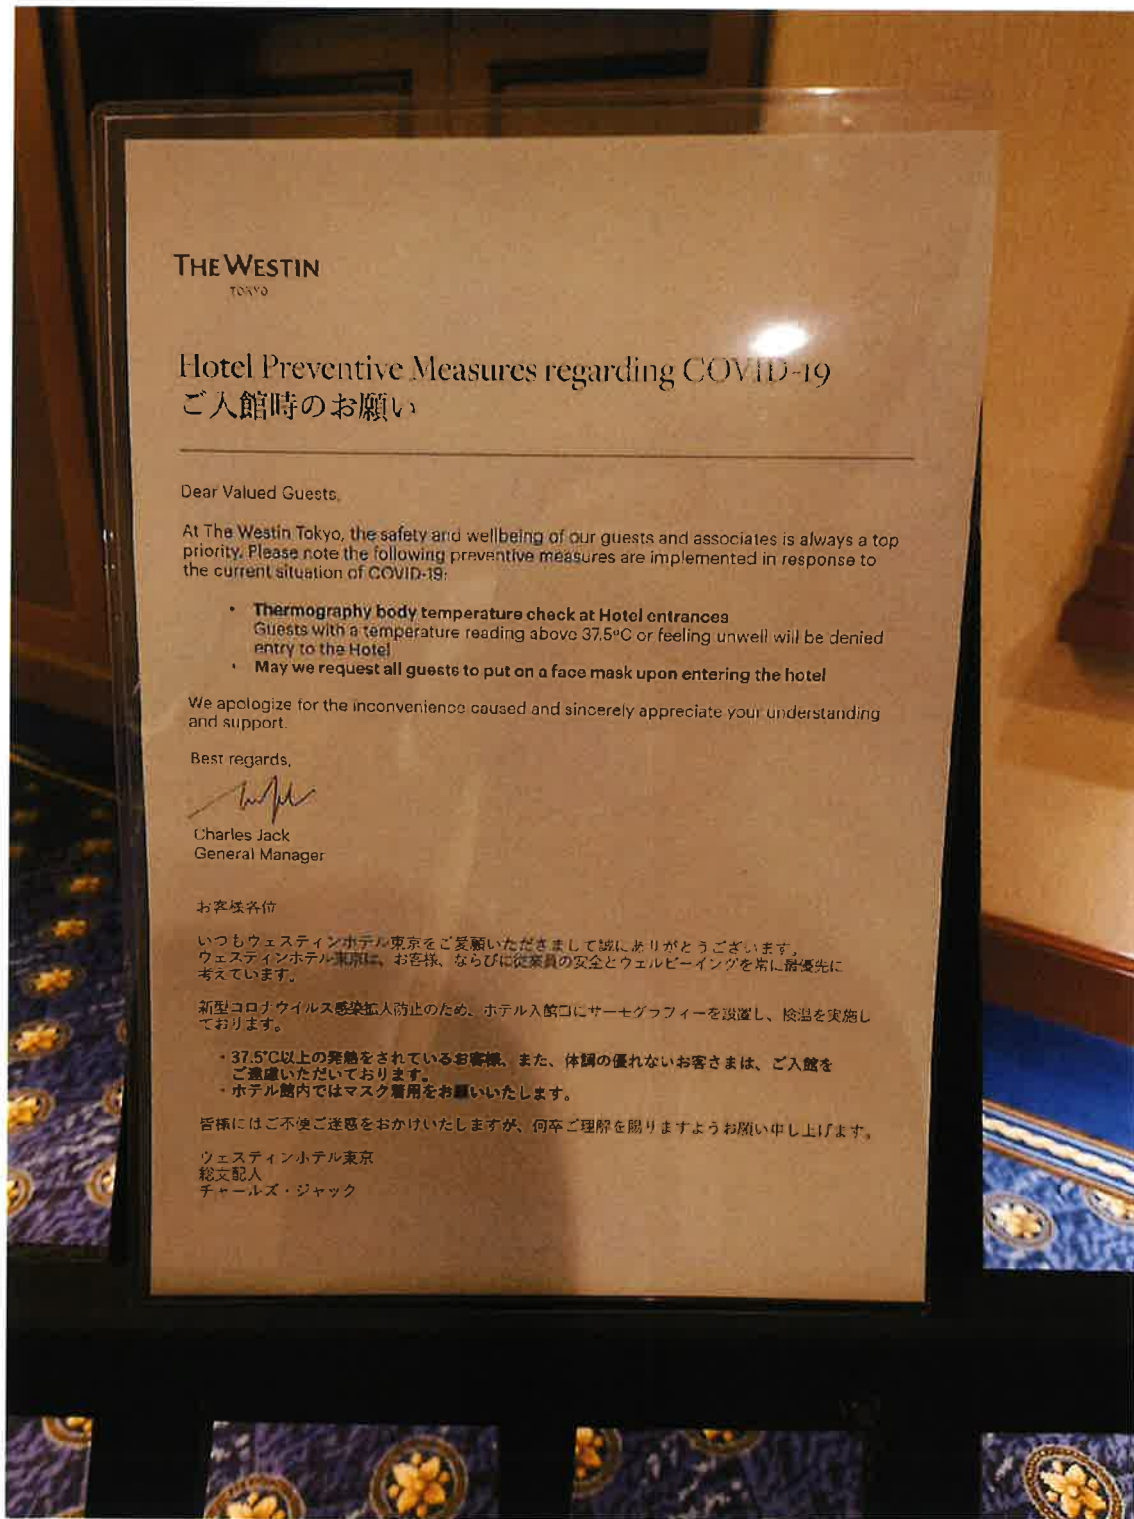 THE WESTIN
TOKYO
Hotel Preventive Measures regarding COVID-19
ご入館時のお願い
Dear Valued Guests,
At The Westin Tokyo, the safety and wellbeing of our guests and associates is always a top
priority. Please note the following preventive measures are implemented in response to
the current situation of COVID-19:
• Thermography body temperature check at Hotel entrances
Guests with a temperature reading above 37.5°C or feeling unwell will be denied
entry to the Hotel
• May we request all guests to put on a face mask upon entering the hotel
We apologize for the inconvenience caused and sincerely appreciate your understanding
and support.
Best regards,
Charles Jack
General Manager
お客様各位
いつもウェスティンホテル東京をご愛顧いただきまして誠にありがとうございます。
ウェスティンホテル東京は、お客様、ならびに従業員の安全とウェルビーイングを常に最優先に
考えています。
新型コロナウイルス感染拡大防止のため、ホテル入館口にサーモグラフィーを設置し、検温を実施し
ております。
・37.5°C以上の発熱をされているお客様、また、体調の優れないお客さまは、ご入館を
ご遠慮いただいております。
・ホテル館内ではマスク着用をお願いいたします。
皆様にはご不便ご迷惑をおかけいたしますが、何卒ご理解を賜りますようお願い申し上げます。
ウェスティンホテル東京
総支配人
チャールズ・ジャック